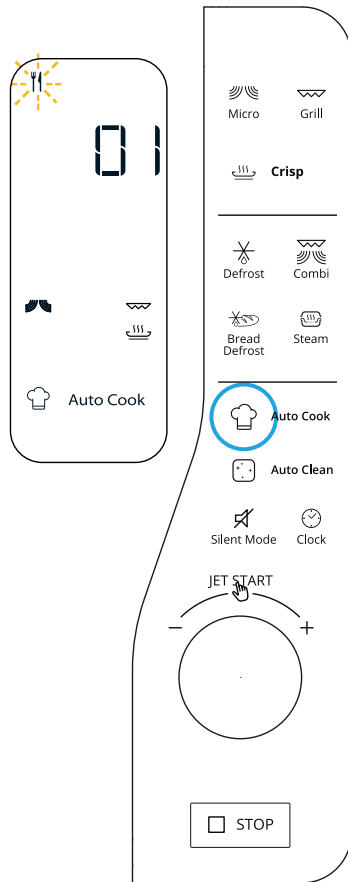 01
Auto Cook
Micro Grill
Crisp
Defrost Combi
Bread Steam
Defrost
Auto Cook
Auto Clean
Silent Mode Clock
JET START
− +
STOP